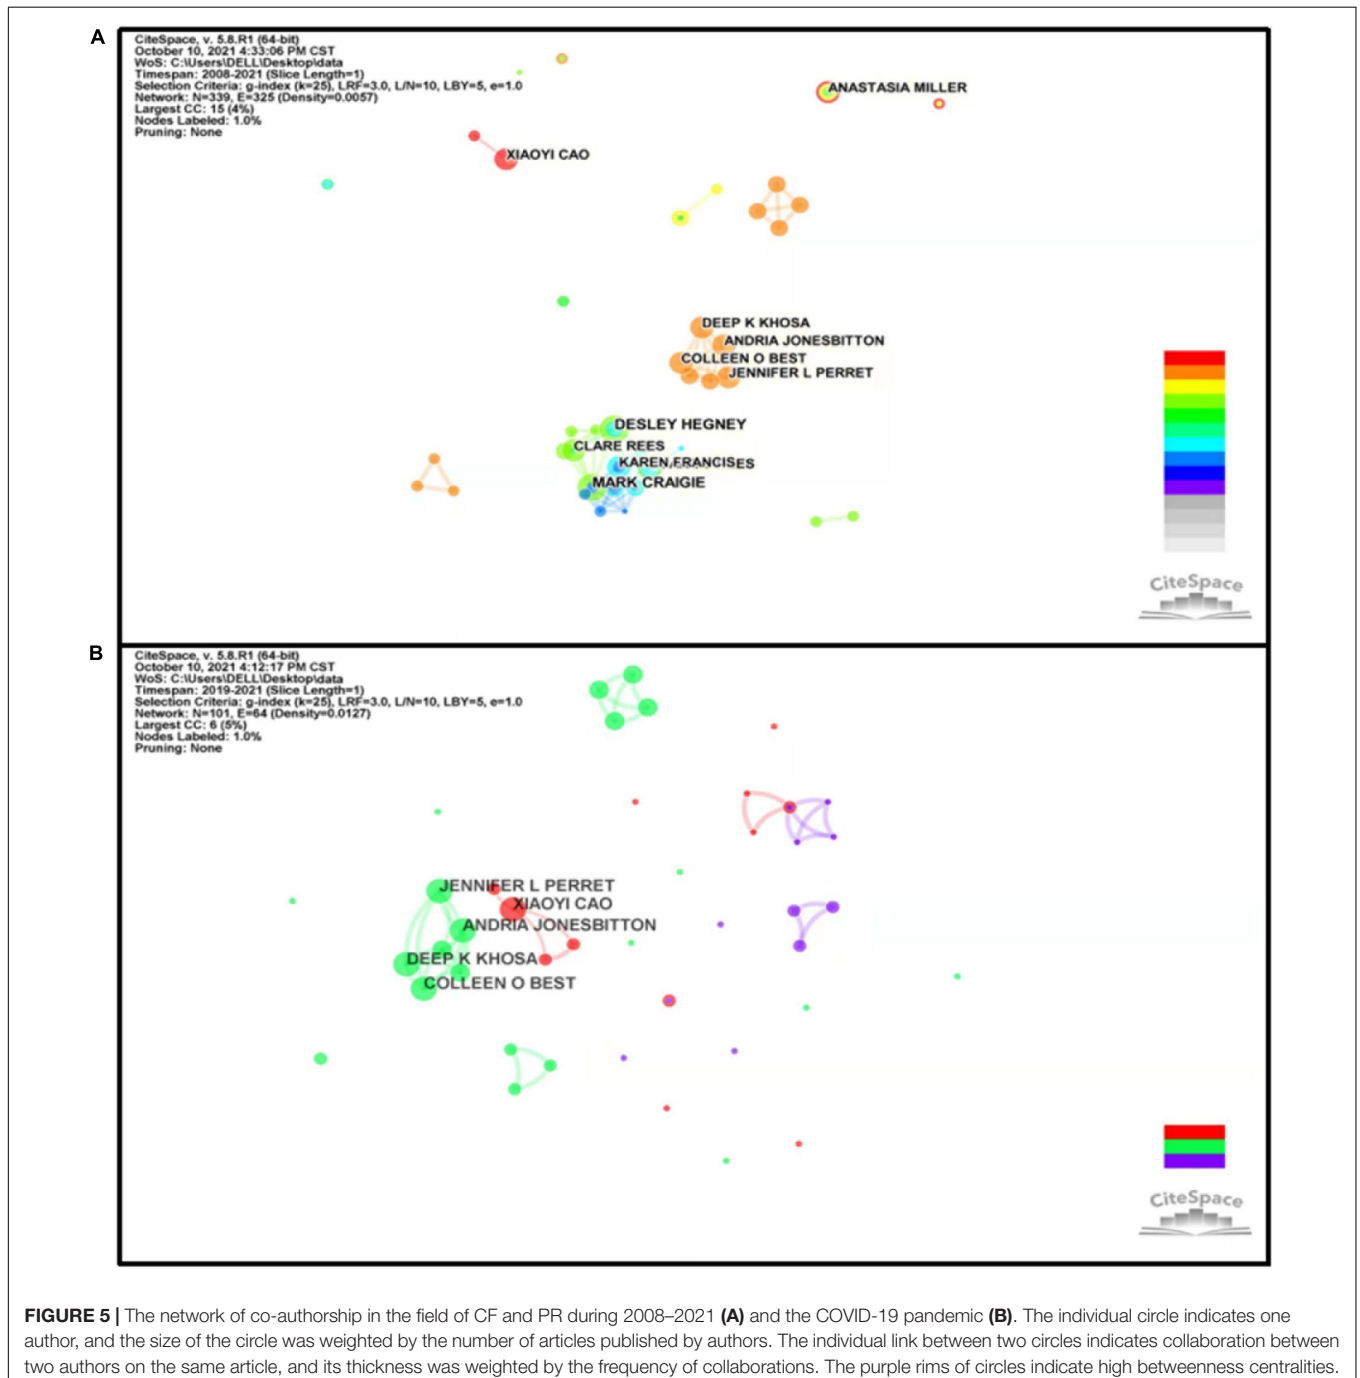 A
CiteSpace, v. 5.8.R1 (64-bit)
October 10, 2021 4:33:06 PM CST
WoS: C:\Users\DELL\Desktop\data
Timespan: 2008-2021 (Slice Length=1)
Selection Criteria: g-index (k=25), LRF=3.0, L/N=10, LBY=5, e=1.0
Network: N=339, E=325 (Density=0.0057)
Largest CC: 15 (4%)
Nodes Labeled: 1.0%
Pruning: None
ANASTASIA MILLER
XIAOYI CAO
DEEP K KHOSA
ANDRIA JONESBITTON
COLLEEN O BEST
JENNIFER L PERRET
DESLEY HEGNEY
CLARE REES
KAREN FRANCIS
MARK CRAIGIE
CiteSpace
B
CiteSpace, v. 5.8.R1 (64-bit)
October 10, 2021 4:12:17 PM CST
WoS: C:\Users\DELL\Desktop\data
Timespan: 2019-2021 (Slice Length=1)
Selection Criteria: g-index (k=25), LRF=3.0, L/N=10, LBY=5, e=1.0
Network: N=101, E=64 (Density=0.0127)
Largest CC: 6 (5%)
Nodes Labeled: 1.0%
Pruning: None
JENNIFER L PERRET
XIAOYI CAO
ANDRIA JONESBITTON
DEEP K KHOSA
COLLEEN O BEST
CiteSpace
FIGURE 5 | The network of co-authorship in the field of CF and PR during 2008–2021 (A) and the COVID-19 pandemic (B). The individual circle indicates one
author, and the size of the circle was weighted by the number of articles published by authors. The individual link between two circles indicates collaboration between
two authors on the same article, and its thickness was weighted by the frequency of collaborations. The purple rims of circles indicate high betweenness centralities.